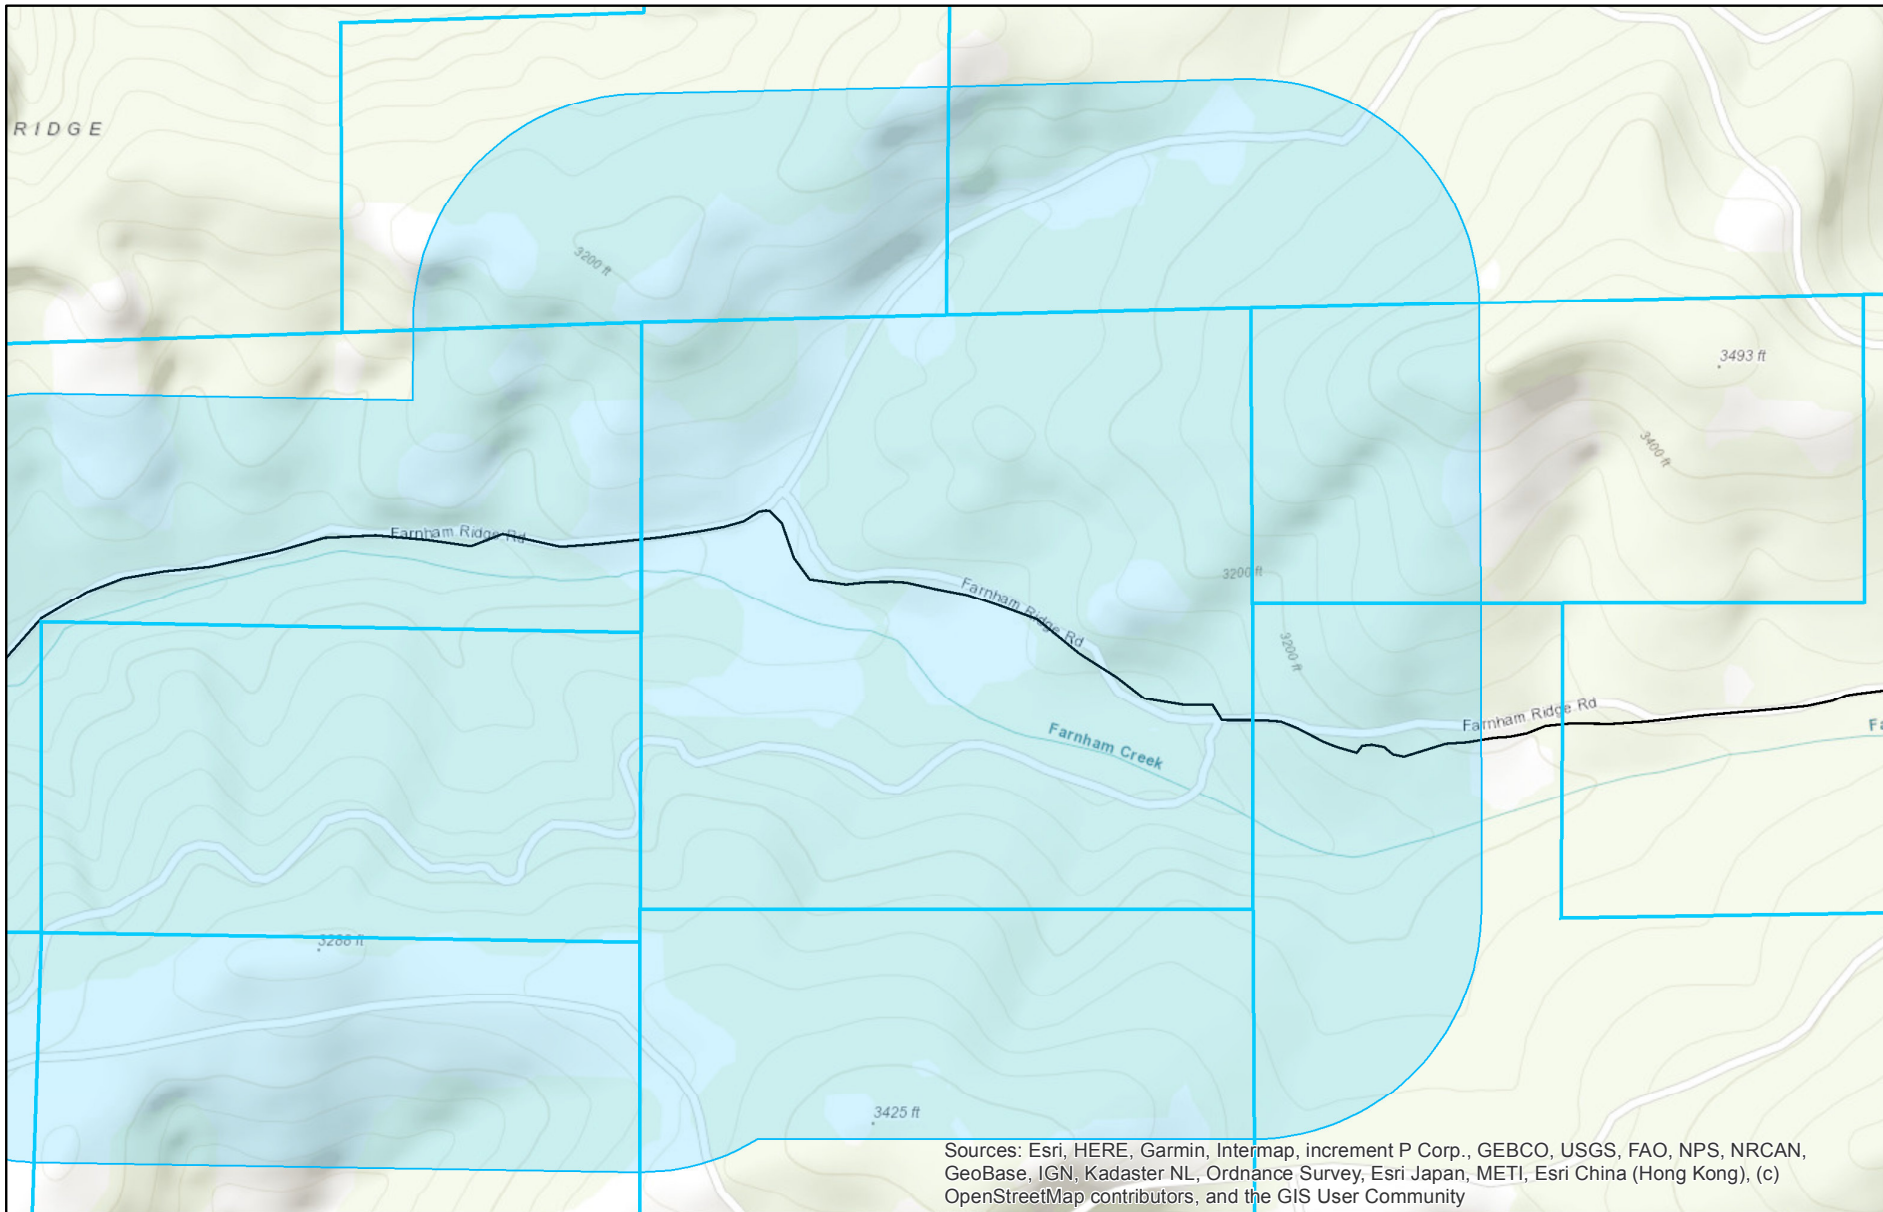 RIDGE
3200 ft
3493 ft
3400 ft
Farnham Ridge Rd
3200 ft
Farnham Ridge Rd
3200 ft
Farnham Ridge Rd
Fa
Farnham Creek
3288 ft
3425 ft
Sources: Esri, HERE, Garmin, Intermap, increment P Corp., GEBCO, USGS, FAO, NPS, NRCAN,
GeoBase, IGN, Kadaster NL, Ordnance Survey, Esri Japan, METI, Esri China (Hong Kong), (c)
OpenStreetMap contributors, and the GIS User Community